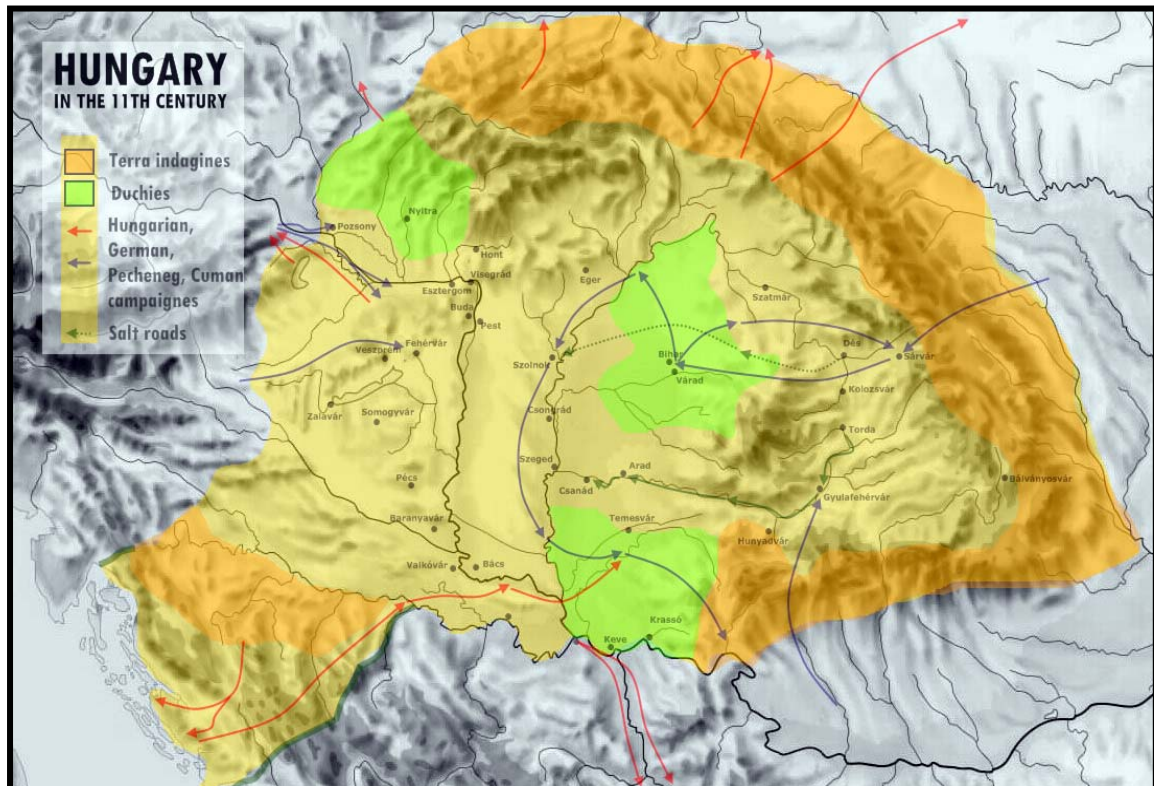 HUNGARY
IN THE 11TH CENTURY
Terra indagines
Duchies
Hungarian,
German,
Pecheneg, Cuman
campaignes
Salt roads
Nyitra
Pozsony
Hont
Visegrád
Esztergom
Eger
Buda
Pest
Szatmár
Veszprém
Fehérvár
Szolnok
Bihar
Várad
Dés
Sárvár
Kolozsvár
Zalavár
Somogyvár
Csongrád
Torda
Szeged
Arad
Csanád
Pécs
Gyulafehérvár
Bálványosvár
Baranyavár
Temesvár
Hunyadvár
Valkóvár
Bács
Krassó
Keve